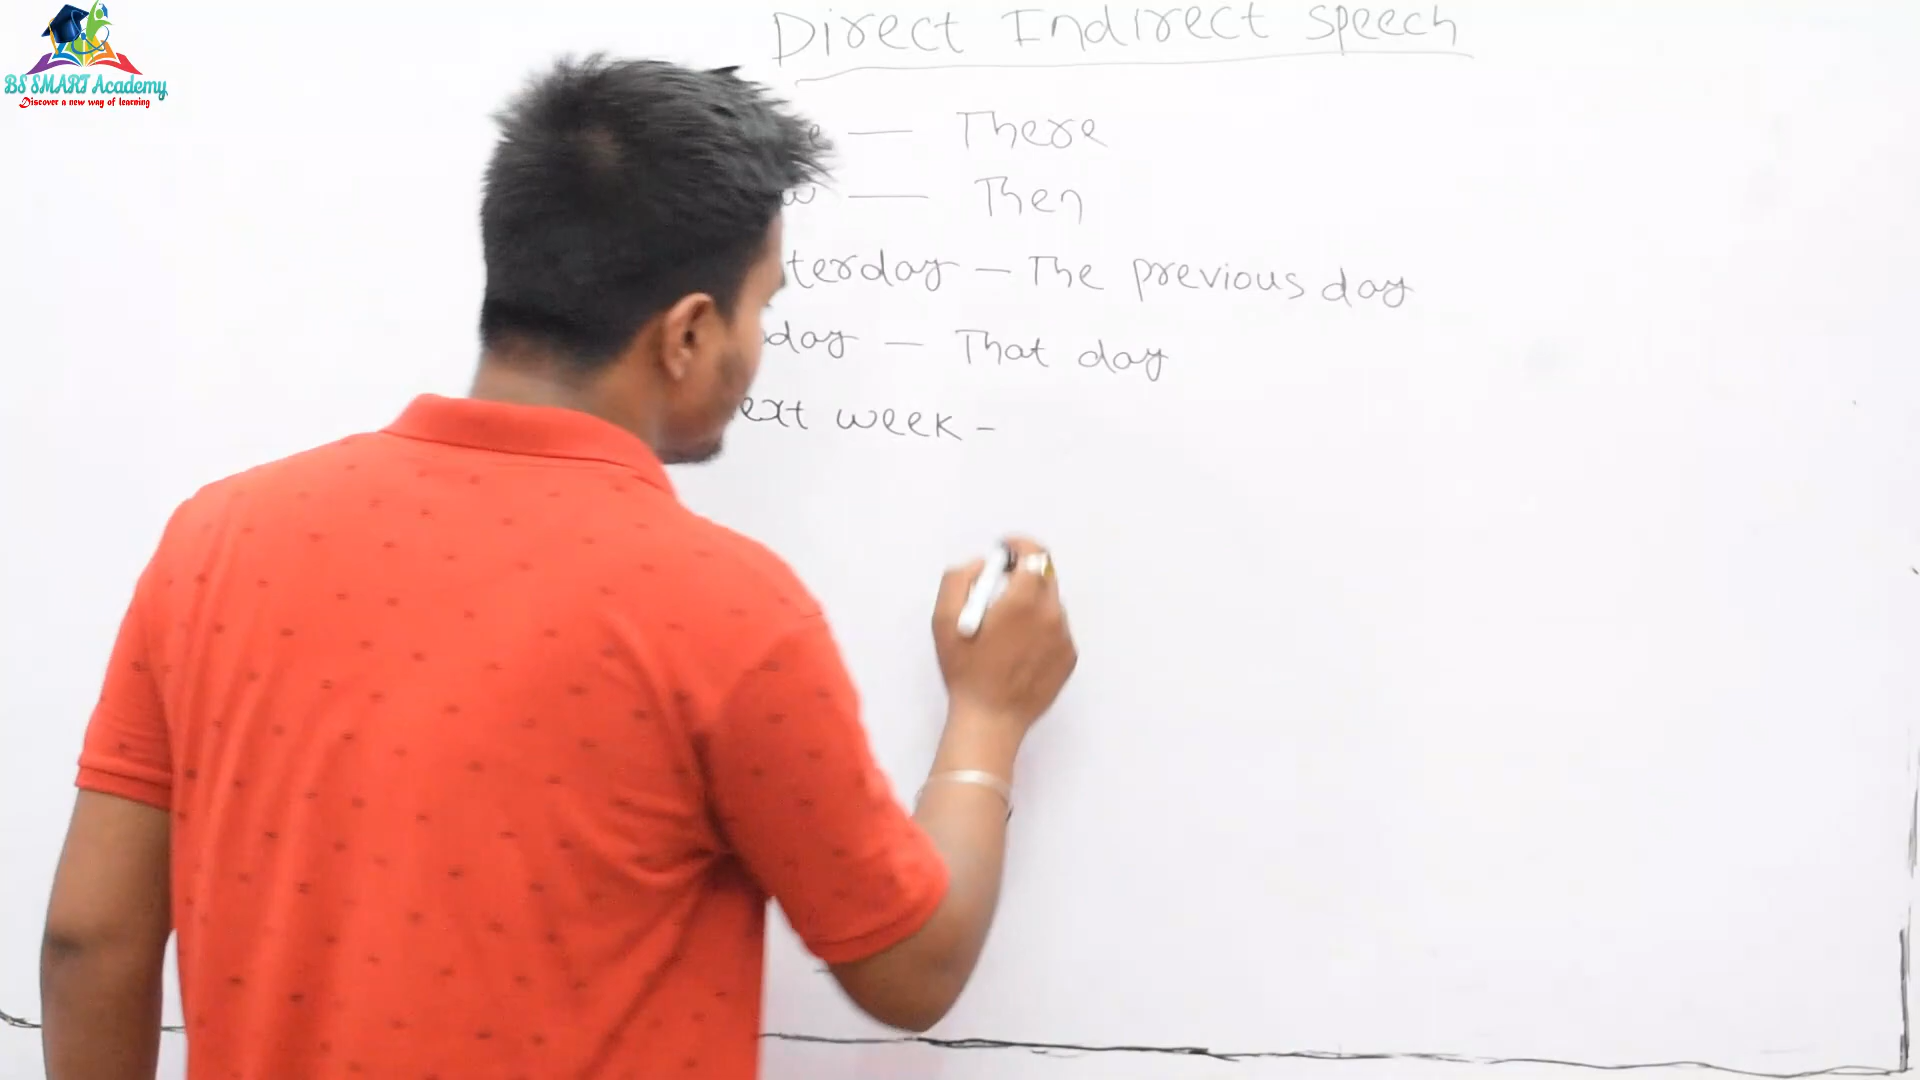 BS SMART Academy
Discover a new way of learning
Direct Indirect Speech
— There
— Then
terday — The previous day
day — That day
ext week -